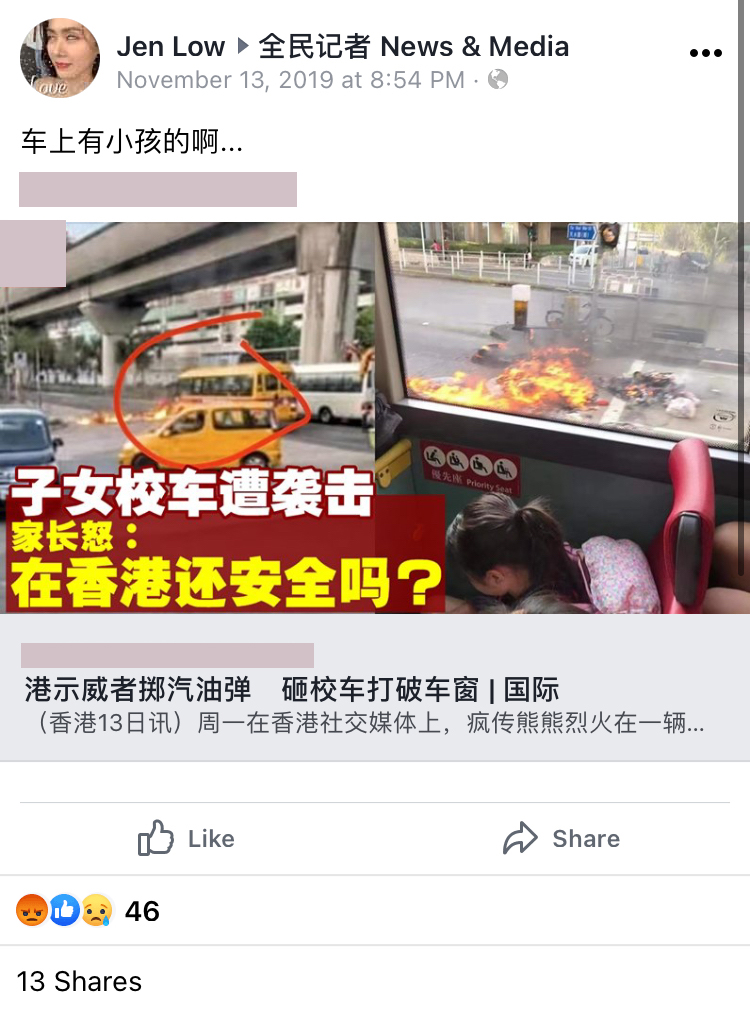 Jen Low ▸ 全民记者 News & Media
November 13, 2019 at 8:54 PM ·
车上有小孩的啊...
Love
子女校车遭袭击
家长怒：
在香港还安全吗？
優先座 Priority Seat
港示威者掷汽油弹　砸校车打破车窗 | 国际
（香港13日讯）周一在香港社交媒体上，疯传熊熊烈火在一辆...
Like
Share
46
13 Shares